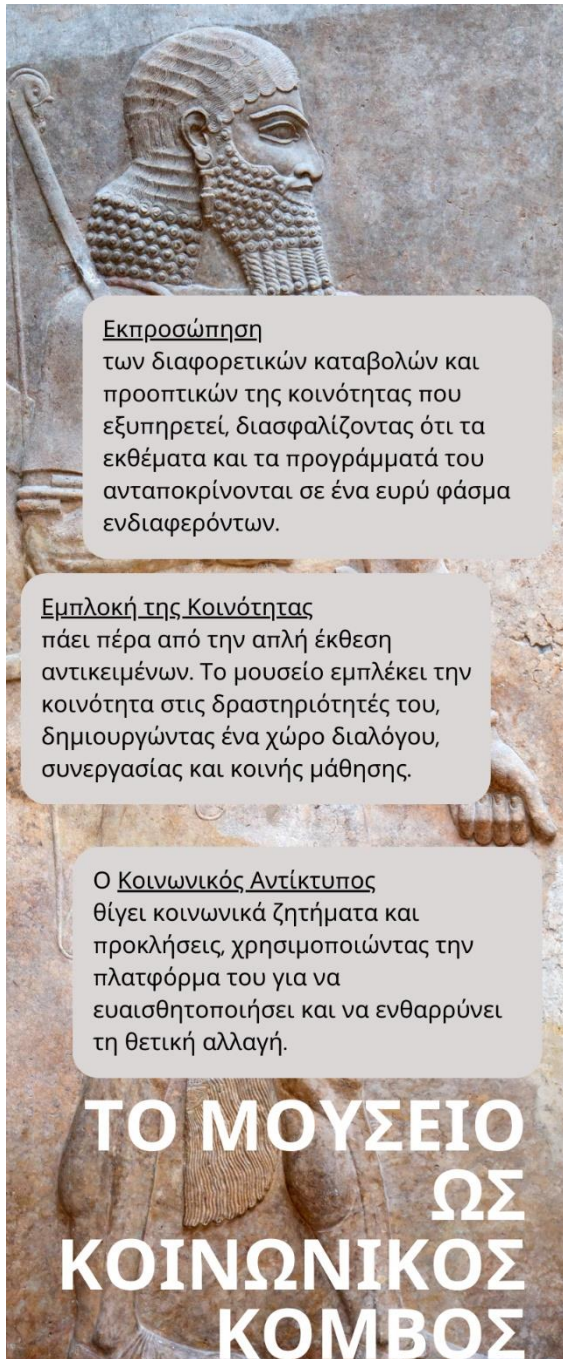 Εκπροσώπηση
των διαφορετικών καταβολών και
προοπτικών της κοινότητας που
εξυπηρετεί, διασφαλίζοντας ότι τα
εκθέματα και τα προγράμματά του
ανταποκρίνονται σε ένα ευρύ φάσμα
ενδιαφερόντων.
Εμπλοκή της Κοινότητας
πάει πέρα από την απλή έκθεση
αντικειμένων. Το μουσείο εμπλέκει την
κοινότητα στις δραστηριότητές του,
δημιουργώντας ένα χώρο διαλόγου,
συνεργασίας και κοινής μάθησης.
Ο Κοινωνικός Αντίκτυπος
θίγει κοινωνικά ζητήματα και
προκλήσεις, χρησιμοποιώντας την
πλατφόρμα του για να
ευαισθητοποιήσει και να ενθαρρύνει
τη θετική αλλαγή.
ΤΟ ΜΟΥΣΕΙΟ
ΩΣ
ΚΟΙΝΩΝΙΚΟΣ
ΚΟΜΒΟΣ